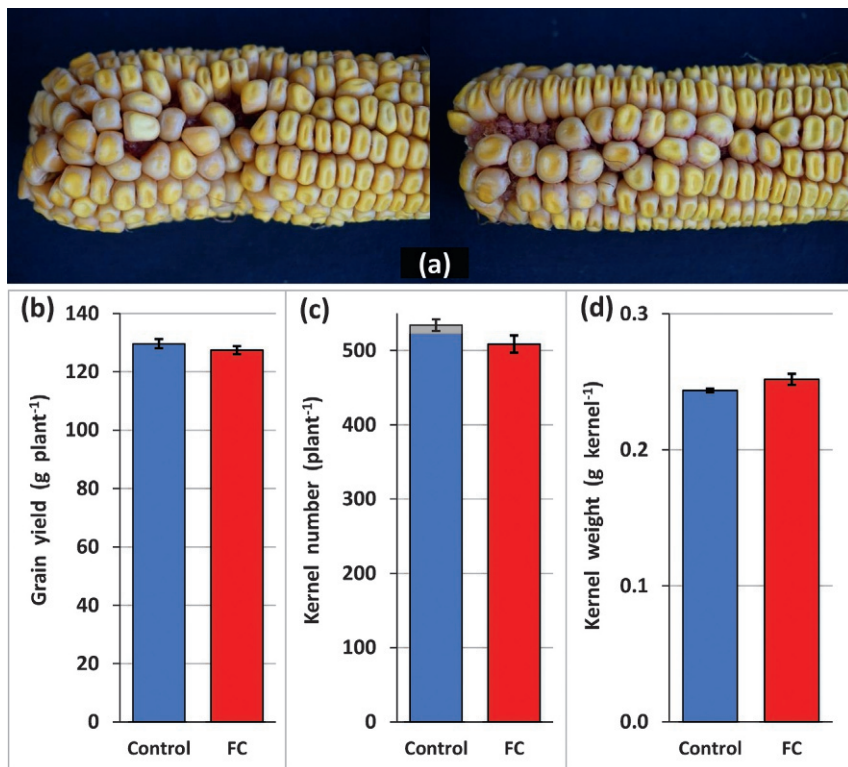 (a)
(b)
140
120
100
80
60
40
20
0
Grain yield (g plant⁻¹)
Control FC
(c)
500
400
300
200
100
0
Kernel number (plant⁻¹)
Control FC
(d)
0.3
0.2
0.1
0.0
Kernel weight (g kernel⁻¹)
Control FC